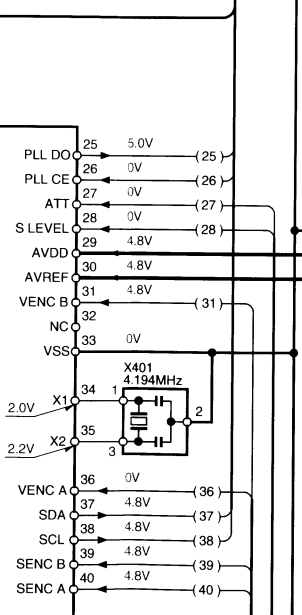 25 5.0V
PLL DO (25)
26 0V
PLL CE (26)
27 0V
ATT (27)
28 0V
S LEVEL (28)
29 4.8V
AVDD
30 4.8V
AVREF
31 4.8V
VENC B (31)
32
NC
33 0V
VSS
X401
4.194MHz
34 1
X1
2.0V
2
35
X2
2.2V 3
36 0V
VENC A (36)
37 4.8V
SDA (37)
38 4.8V
SCL (38)
39 4.8V
SENC B (39)
40 4.8V
SENC A (40)